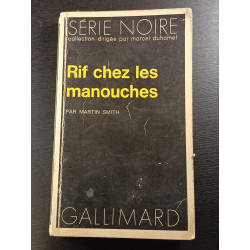 SÉRIE NOIRE
collection dirigée par marcel duhamel
Rif chez les
manouches
PAR MARTIN SMITH
GALLIMARD